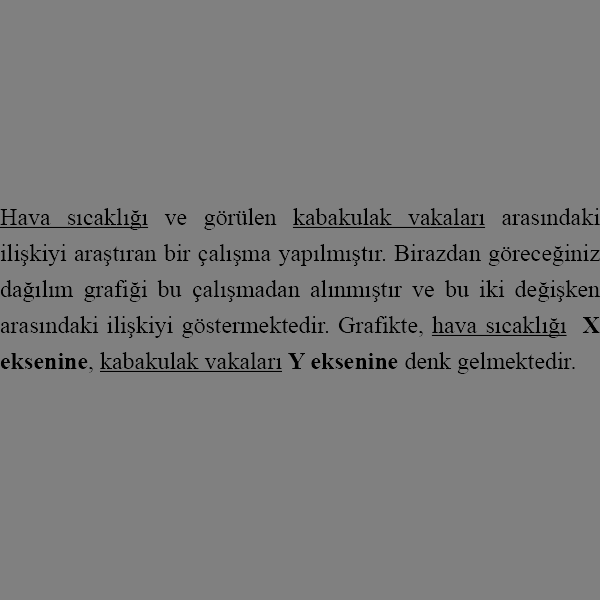 Hava sıcaklığı ve görülen kabakulak vakaları arasındaki
ilişkiyi araştıran bir çalışma yapılmıştır. Birazdan göreceğiniz
dağılım grafiği bu çalışmadan alınmıştır ve bu iki değişken
arasındaki ilişkiyi göstermektedir. Grafikte, hava sıcaklığı X
eksenine, kabakulak vakaları Y eksenine denk gelmektedir.